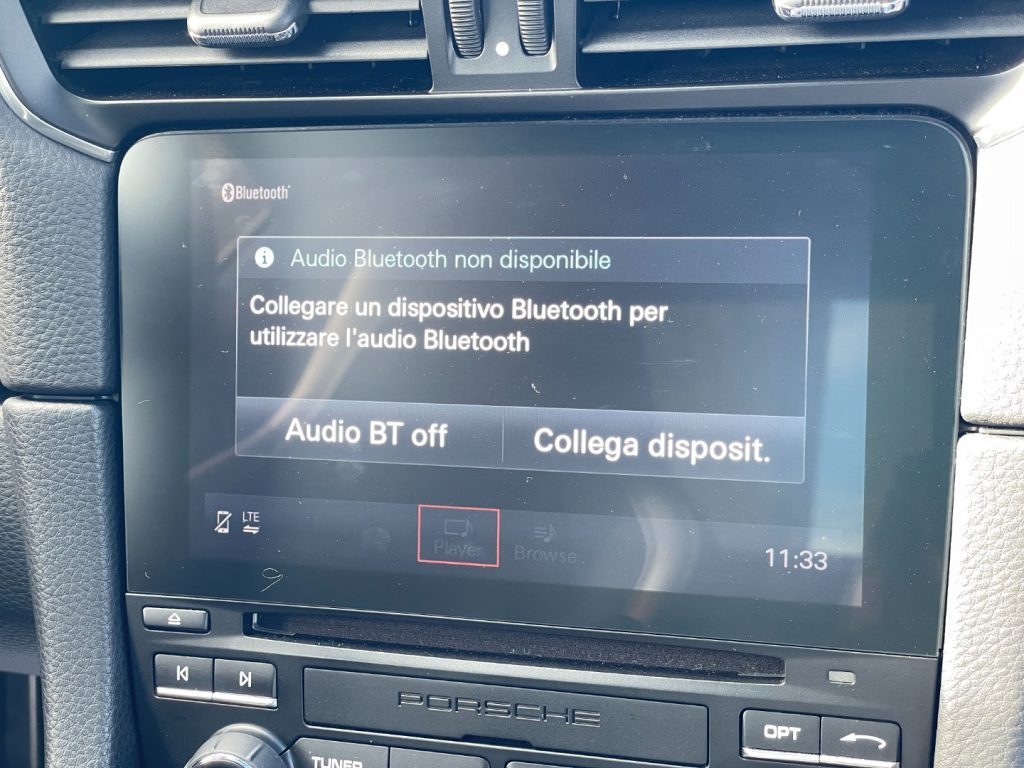 Bluetooth
Audio Bluetooth non disponibile
Collegare un dispositivo Bluetooth per
utilizzare l'audio Bluetooth
Audio BT off
Collega disposit.
LTE
Player
Browse
11:33
PORSCHE
OPT
TUNER